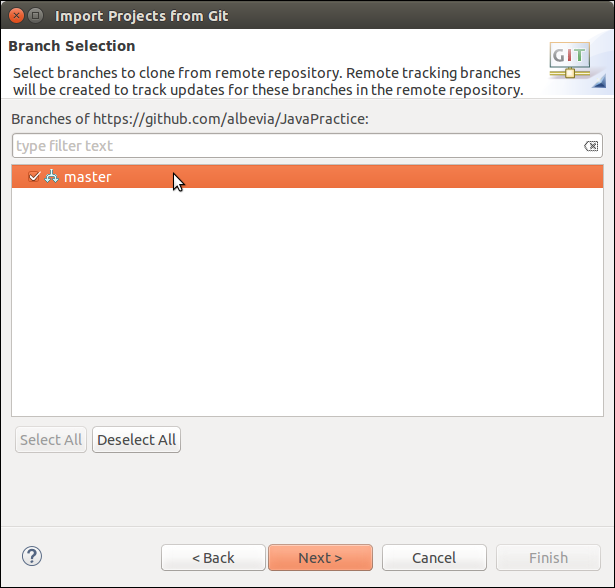 Import Projects from Git
Branch Selection
GIT
Select branches to clone from remote repository. Remote tracking branches
will be created to track updates for these branches in the remote repository.
Branches of https://github.com/albevia/JavaPractice:
type filter text
master
Select All
Deselect All
?
< Back
Next >
Cancel
Finish